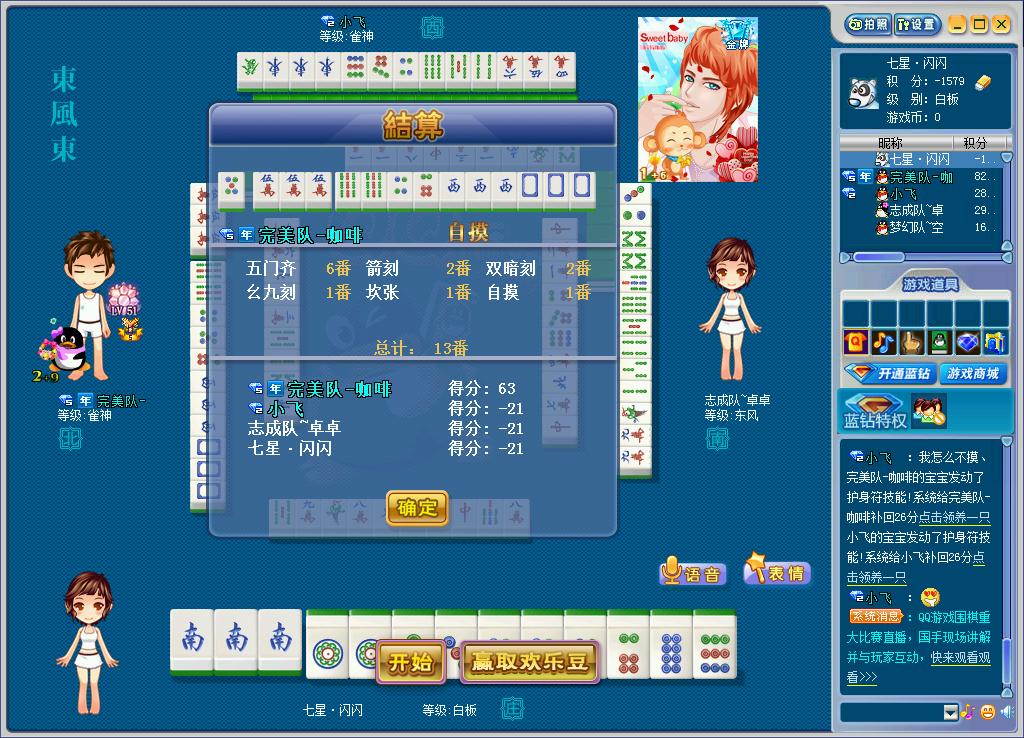 小飞
等级:雀神
酉
東
風
東
Sweet baby
金牌
1+6
結算
完美队-咖啡
自摸
五门齐 6番 箭刻 2番 双暗刻 2番
幺九刻 1番 坎张 1番 自摸 1番
总计: 13番
完美队-咖啡 得分: 63
小飞 得分: -21
志成队~卓卓 得分: -21
七星·闪闪 得分: -21
确定
LV51
2+9
完美队-
等级:雀神
北
志成队~卓卓
等级:东风
南
语音
表情
开始
赢取欢乐豆
七星·闪闪
等级:白板
庄
拍照
设置
七星·闪闪
积 分: -1579
级 别: 白板
游戏币: 0
昵称 积分
七星·闪闪 -1..
完美队-咖 82..
小飞 28..
志成队~卓 29..
梦幻队~空 16..
游戏道具
开通蓝钻
游戏商城
蓝钻特权
小飞 : 我怎么不摸、
完美队-咖啡的宝宝发动了
护身符技能!系统给完美队-
咖啡补回26分点击领养一只
小飞的宝宝发动了护身符技
能!系统给小飞补回26分点
击领养一只
小飞 :
系统消息 : QQ游戏围棋重
大比赛直播,国手现场讲解
并与玩家互动,快来观看观
看>>>